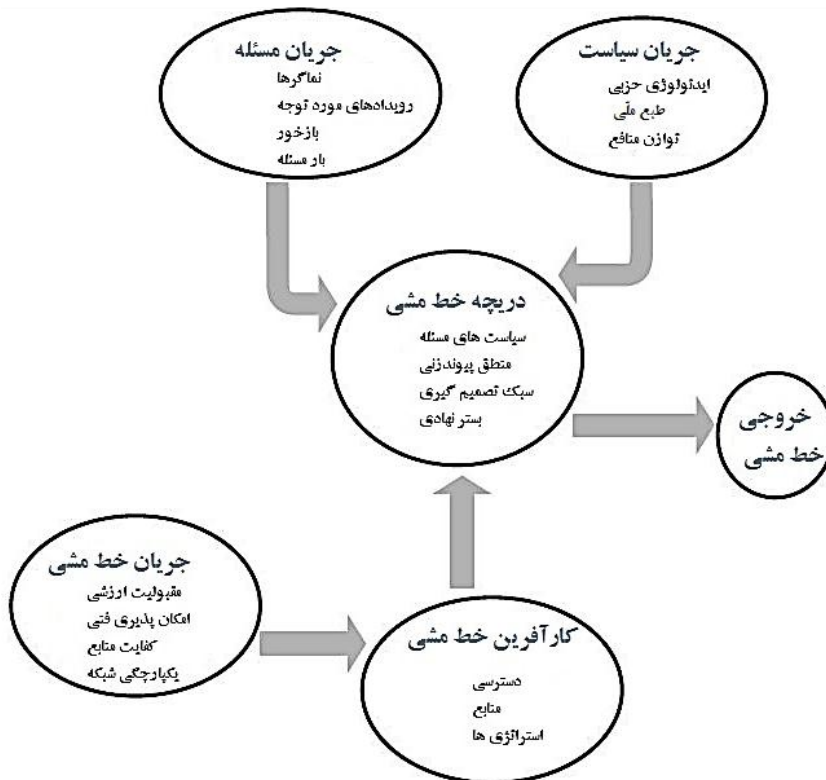 جریان سیاست
ایدئولوژی حزبی
طبع ملّی
توازن منافع
جریان مسئله
نماگرها
رویدادهای مورد توجه
بازخور
بار مسئله
دریچه خط مشی
سیاست های مسئله
منطق پیوندزنی
سبک تصمیم گیری
بستر نهادی
خروجی
خط مشی
جریان خط مشی
مقبولیت ارزشی
امکان پذیری فنی
کفایت منابع
یکپارچگی شبکه
کارآفرین خط مشی
دسترسی
منابع
استراتژی ها